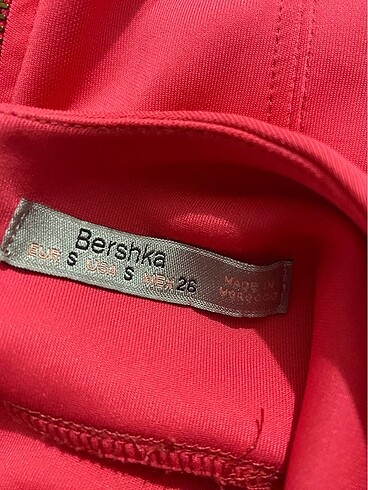 Bershka
EUR S USA S MEX 26 Made in
MOROCCO